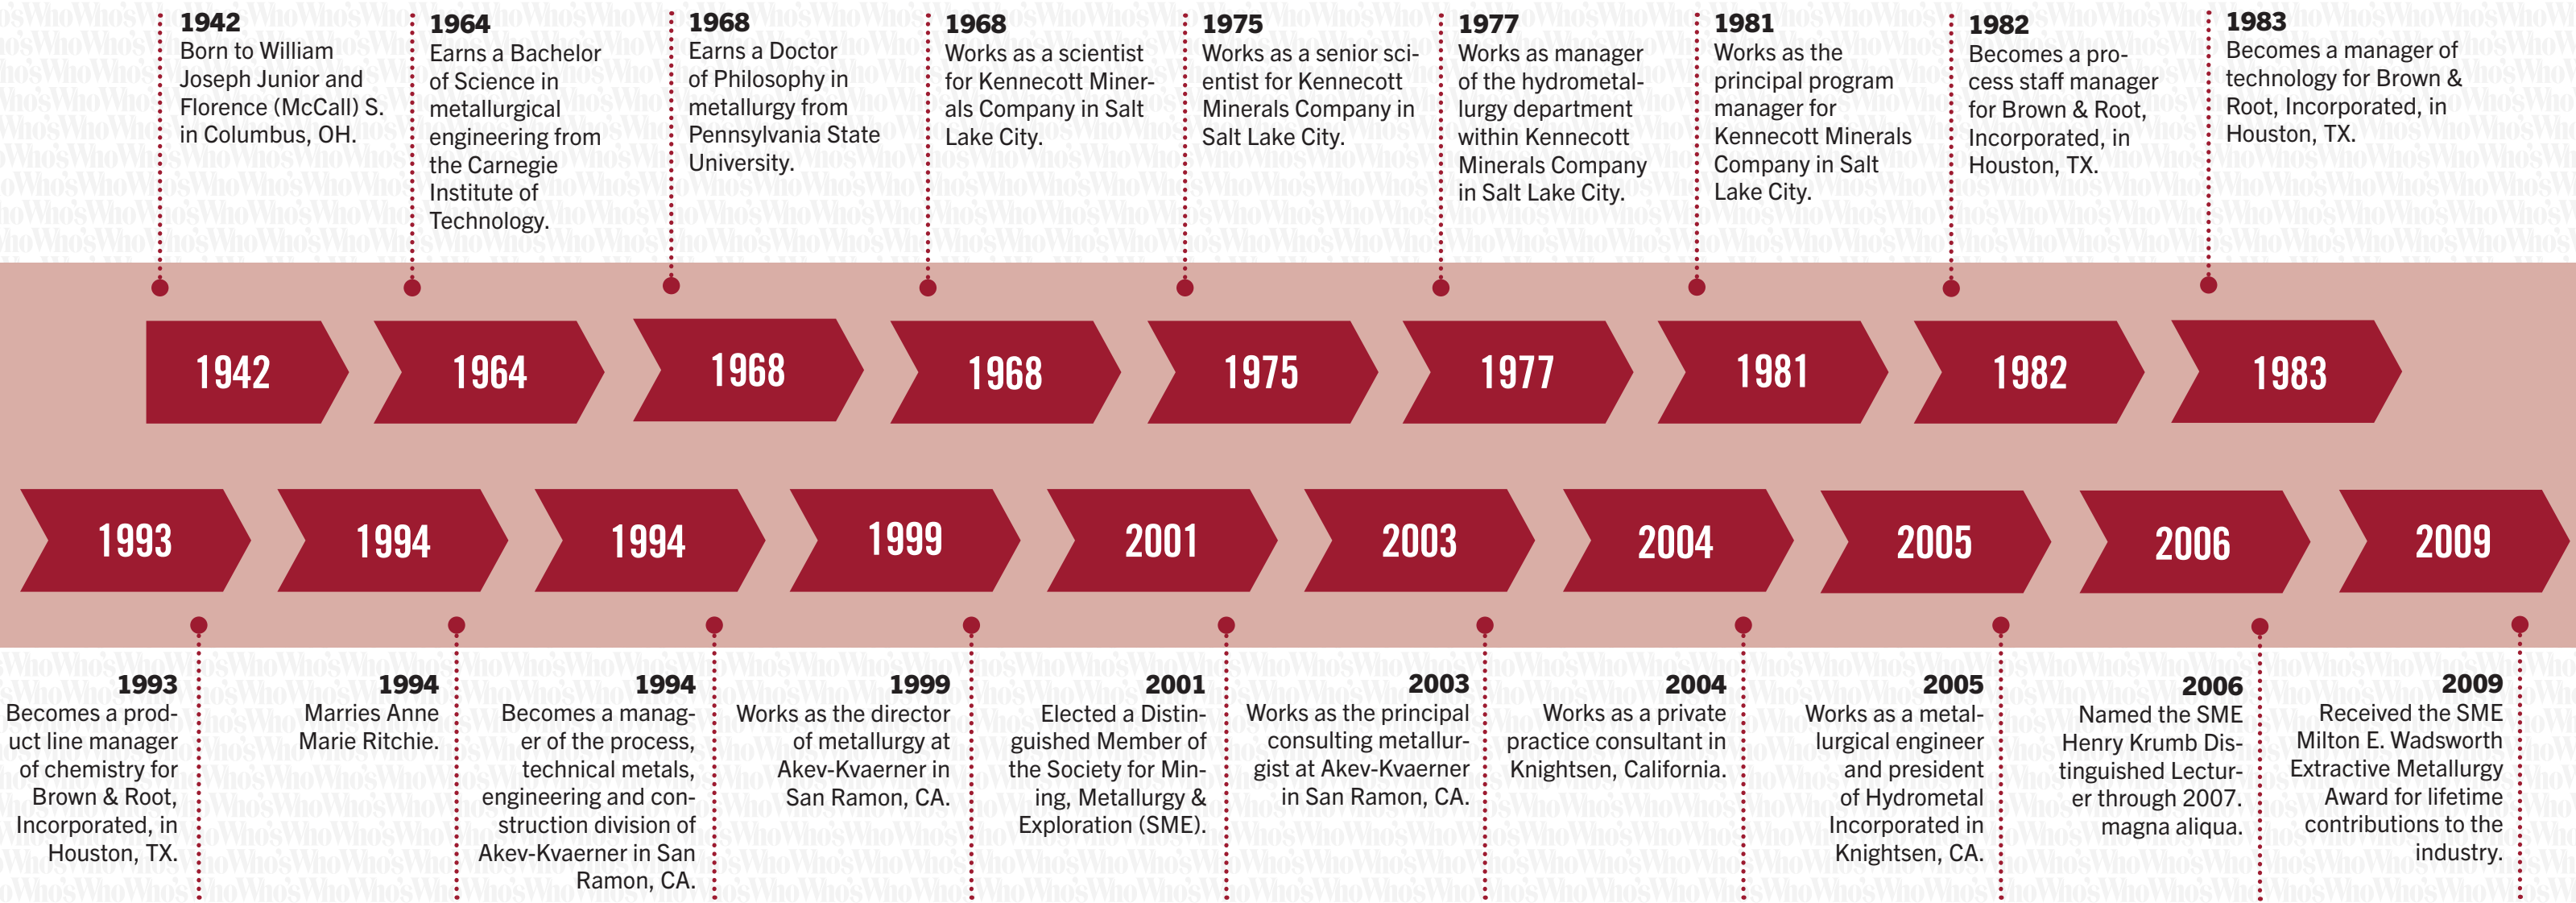 1942
Born to William
Joseph Junior and
Florence (McCall) S.
in Columbus, OH.
1964
Earns a Bachelor
of Science in
metallurgical
engineering from
the Carnegie
Institute of
Technology.
1968
Earns a Doctor
of Philosophy in
metallurgy from
Pennsylvania State
University.
1968
Works as a scientist
for Kennecott Miner-
als Company in Salt
Lake City.
1975
Works as a senior sci-
entist for Kennecott
Minerals Company in
Salt Lake City.
1977
Works as manager
of the hydrometal-
lurgy department
within Kennecott
Minerals Company
in Salt Lake City.
1981
Works as the
principal program
manager for
Kennecott Minerals
Company in Salt
Lake City.
1982
Becomes a pro-
cess staff manager
for Brown & Root,
Incorporated, in
Houston, TX.
1983
Becomes a manager of
technology for Brown &
Root, Incorporated, in
Houston, TX.
1942
1964
1968
1968
1975
1977
1981
1982
1983
1993
1994
1994
1999
2001
2003
2004
2005
2006
2009
1993
Becomes a prod-
uct line manager
of chemistry for
Brown & Root,
Incorporated, in
Houston, TX.
1994
Marries Anne
Marie Ritchie.
1994
Becomes a manag-
er of the process,
technical metals,
engineering and con-
struction division of
Akev-Kvaerner in San
Ramon, CA.
1999
Works as the director
of metallurgy at
Akev-Kvaerner in
San Ramon, CA.
2001
Elected a Distin-
guished Member of
the Society for Min-
ing, Metallurgy &
Exploration (SME).
2003
Works as the principal
consulting metallur-
gist at Akev-Kvaerner
in San Ramon, CA.
2004
Works as a private
practice consultant in
Knightsen, California.
2005
Works as a metal-
lurgical engineer
and president
of Hydrometal
Incorporated in
Knightsen, CA.
2006
Named the SME
Henry Krumb Dis-
tinguished Lectur-
er through 2007.
magna aliqua.
2009
Received the SME
Milton E. Wadsworth
Extractive Metallurgy
Award for lifetime
contributions to the
industry.